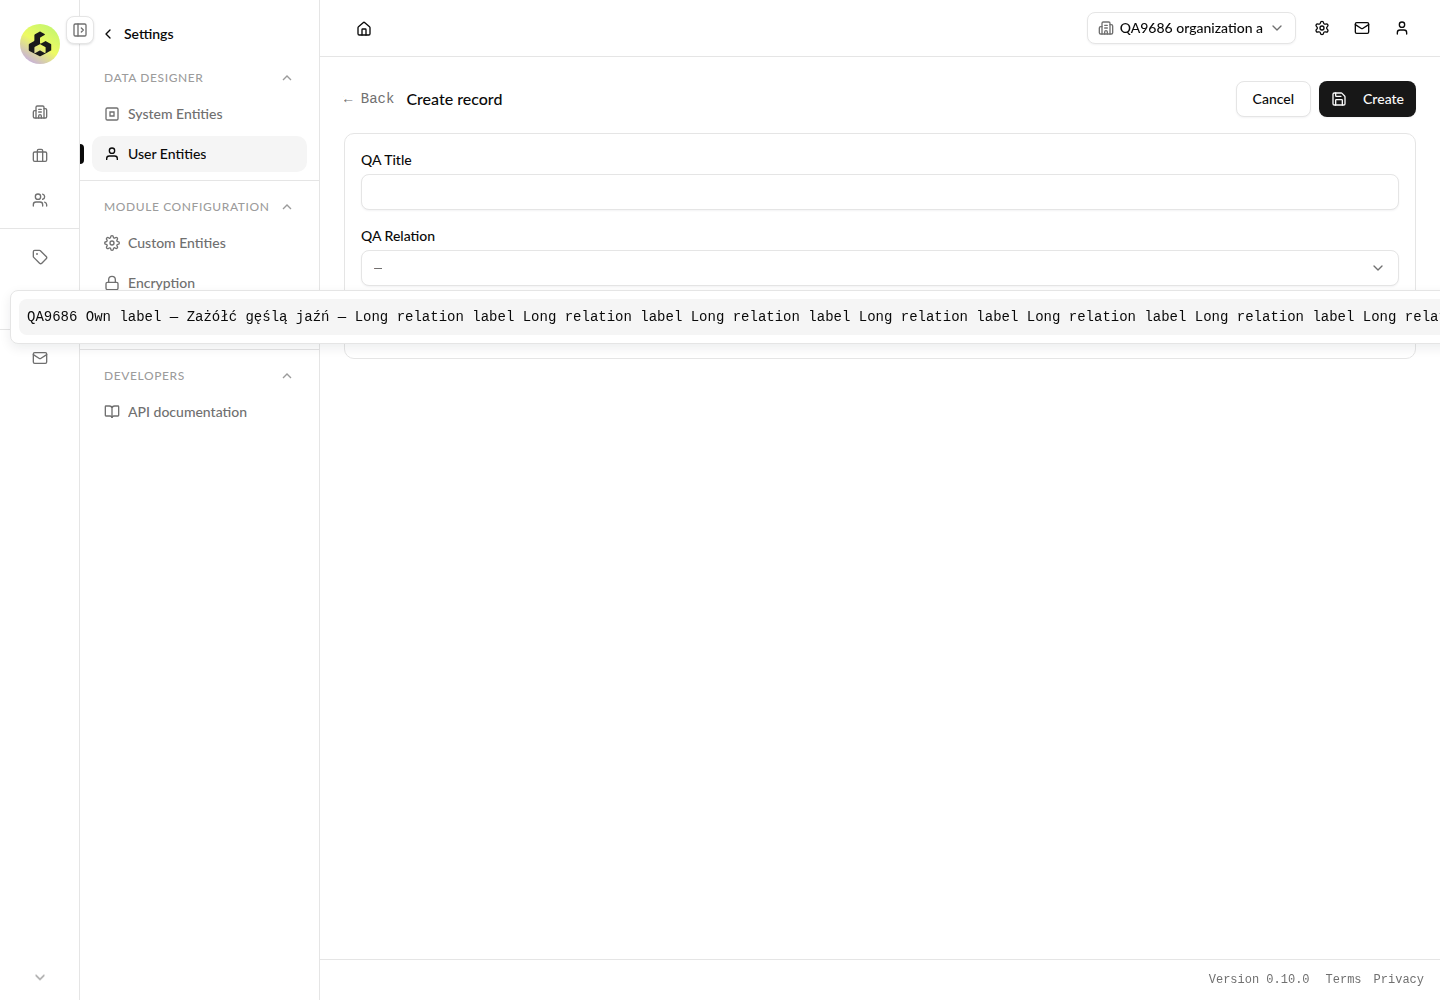 Settings
DATA DESIGNER
System Entities
User Entities
MODULE CONFIGURATION
Custom Entities
Encryption
DEVELOPERS
API documentation
QA9686 organization a
← Back Create record
Cancel
Create
QA Title
QA Relation
—
QA9686 Own label — Zażółć gęślą jaźń — Long relation label Long relation label Long relation label Long relation label Long relation label Long relation label Long rela
Version 0.10.0 Terms Privacy